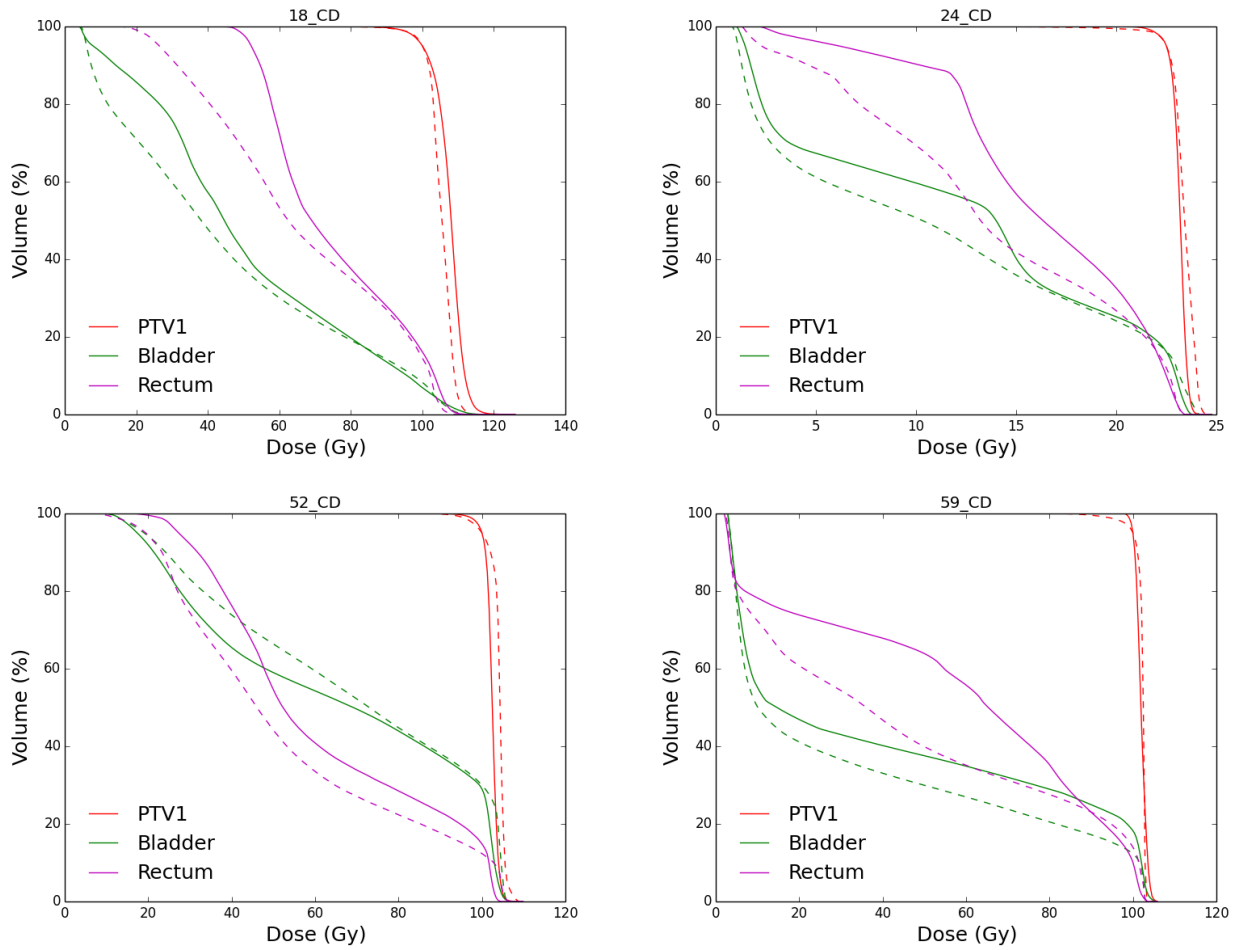 18_CD
100
80
60
40
20
0
Volume (%)
PTV1
Bladder
Rectum
0 20 40 60 80 100 120 140
Dose (Gy)
24_CD
100
80
60
40
20
0
Volume (%)
PTV1
Bladder
Rectum
0 5 10 15 20 25
Dose (Gy)
52_CD
100
80
60
40
20
0
Volume (%)
PTV1
Bladder
Rectum
0 20 40 60 80 100 120
Dose (Gy)
59_CD
100
80
60
40
20
0
Volume (%)
PTV1
Bladder
Rectum
0 20 40 60 80 100 120
Dose (Gy)